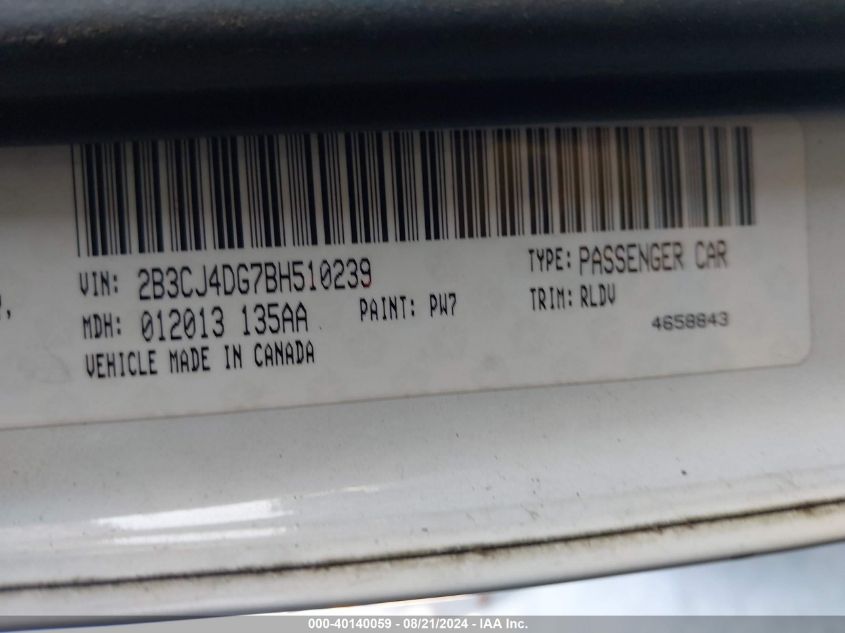 VIN: 2B3CJ4DG7BH510239
TYPE: PASSENGER CAR
MDH: 012013 135AA
PAINT: PW7
TRIM: RLDV
4658843
VEHICLE MADE IN CANADA
000-40140059 - 08/21/2024 - IAA Inc.